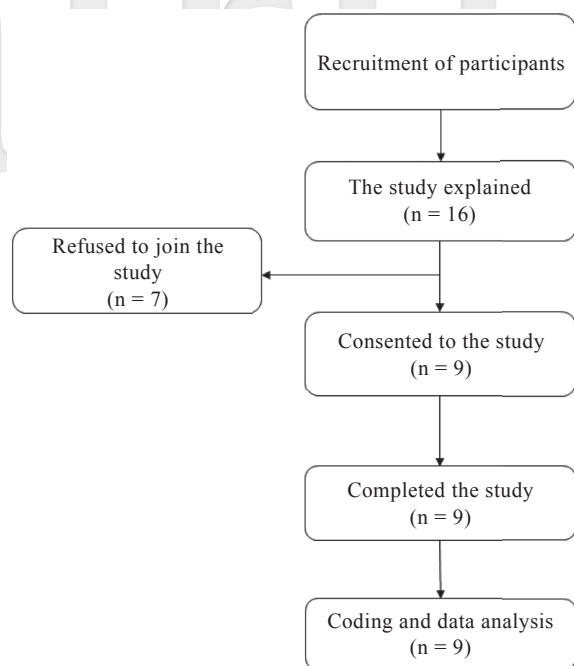 Recruitment of participants
The study explained
(n = 16)
Refused to join the
study
(n = 7)
Consented to the study
(n = 9)
Completed the study
(n = 9)
Coding and data analysis
(n = 9)